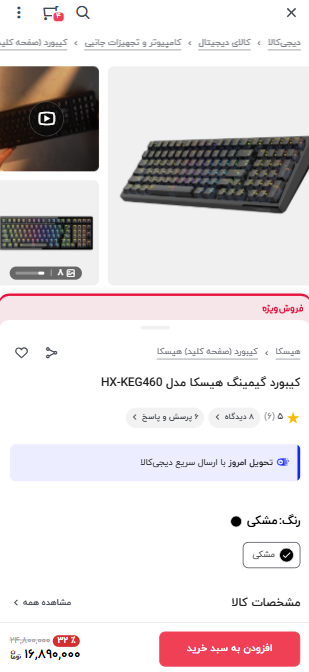 ۴
دیجی‌کالا › کالای دیجیتال › کامپیوتر و تجهیزات جانبی › کیبورد (صفحه کلید
۸
فروش‌ویژه
هیسکا › کیبورد (صفحه کلید) هیسکا
کیبورد گیمینگ هیسکا مدل HX-KEG460
۵ (۶) ۸ دیدگاه ۶ پرسش و پاسخ
تحویل امروز با ارسال سریع دیجی‌کالا
رنگ: مشکی
مشکی
مشخصات کالا
مشاهده همه
افزودن به سبد خرید
۲۴,۸۰۰,۰۰۰ ۳۲٪
۱۶,۸۹۰,۰۰۰ تومان